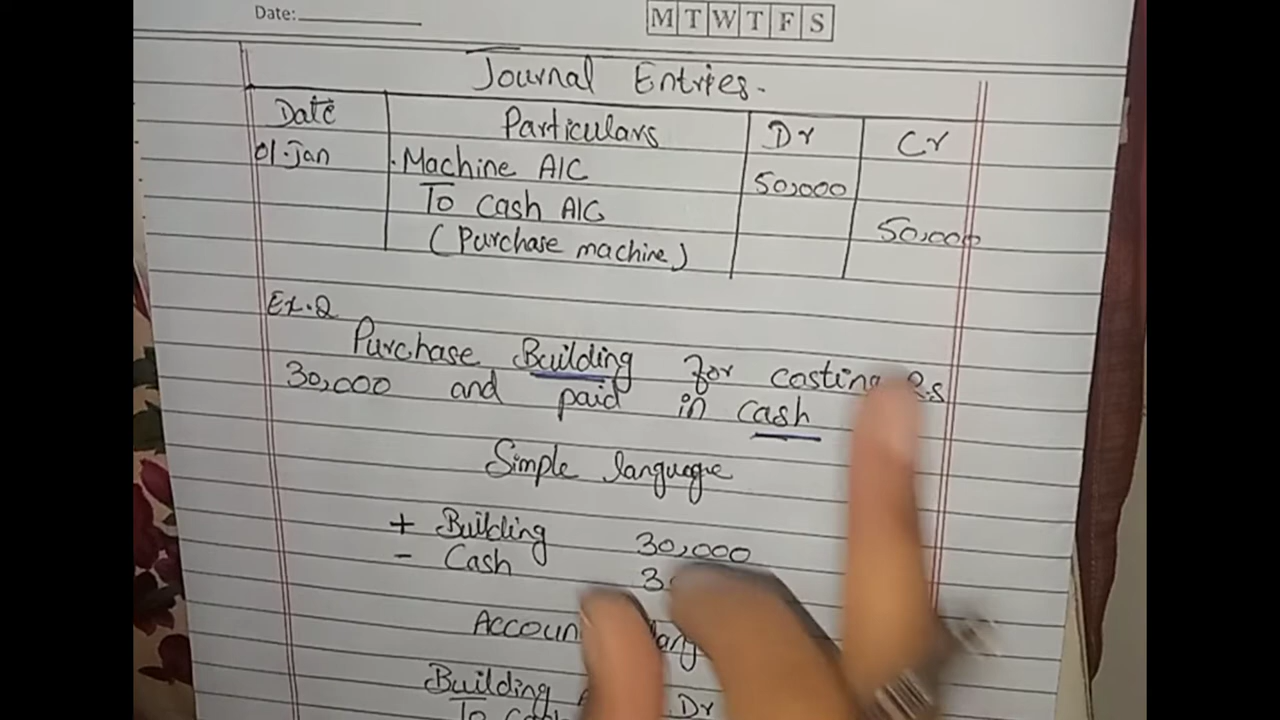 Date:
M T W T F S
Journal Entries.
Date Particulars Dr Cr
01.Jan Machine A/C 50,000
To Cash A/C 50,000
(Purchase machine)
Ex.2
Purchase Building for costing Rs
30,000 and paid in cash
Simple language
+ Building 30,000
- Cash
Building Dr
To